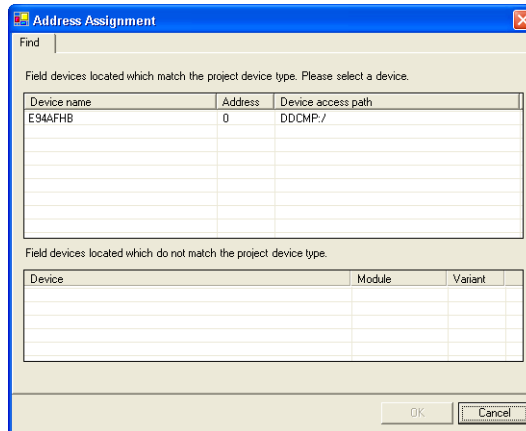 Address Assignment
Find
Field devices located which match the project device type. Please select a device.
Device name Address Device access path
E94AFHB 0 DDCMP:/
Field devices located which do not match the project device type.
Device Module Variant
OK Cancel